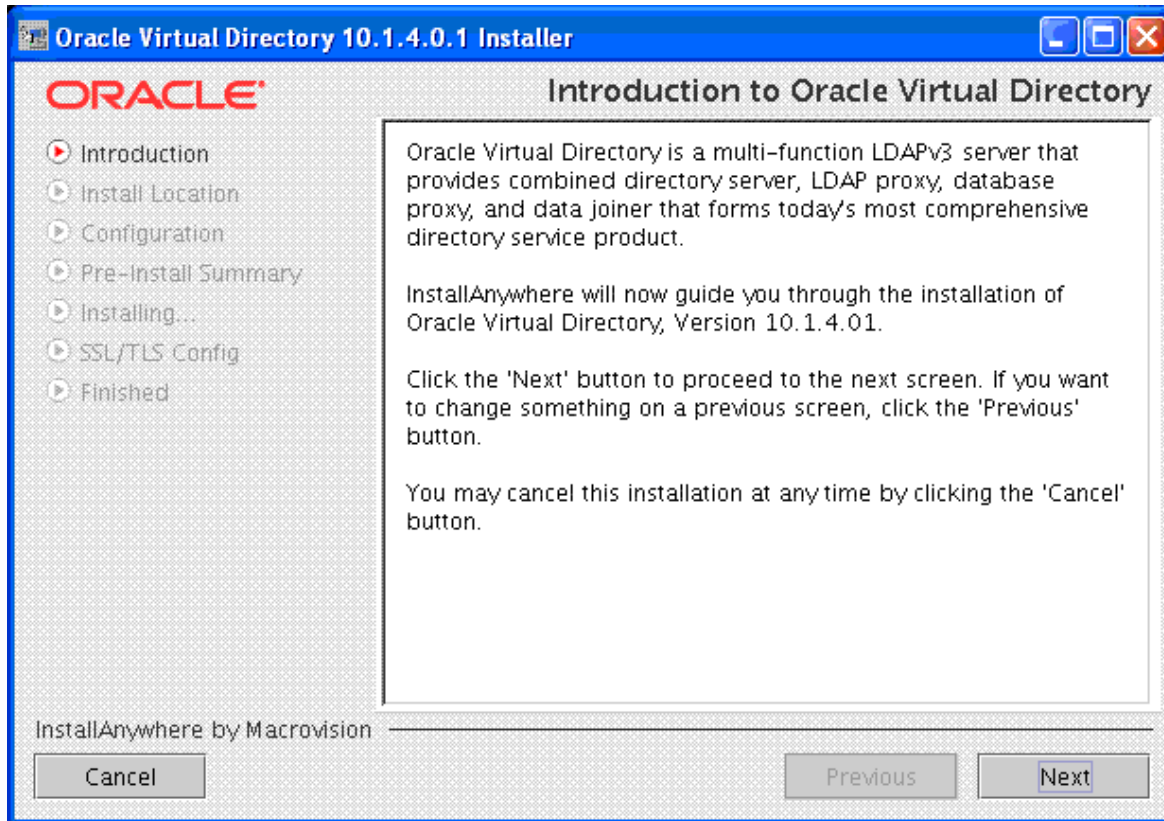 Oracle Virtual Directory 10.1.4.0.1 Installer
ORACLE
Introduction to Oracle Virtual Directory
Introduction
Install Location
Configuration
Pre-Install Summary
Installing...
SSL/TLS Config
Finished
Oracle Virtual Directory is a multi-function LDAPv3 server that
provides combined directory server, LDAP proxy, database
proxy, and data joiner that forms today's most comprehensive
directory service product.
InstallAnywhere will now guide you through the installation of
Oracle Virtual Directory, Version 10.1.4.01.
Click the 'Next' button to proceed to the next screen. If you want
to change something on a previous screen, click the 'Previous'
button.
You may cancel this installation at any time by clicking the 'Cancel'
button.
InstallAnywhere by Macrovision
Cancel
Previous
Next